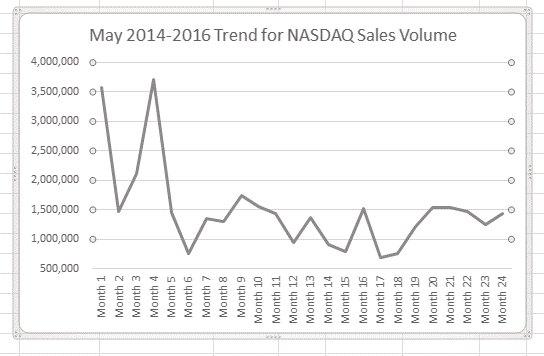 May 2014-2016 Trend for NASDAQ Sales Volume
4,000,000
3,500,000
3,000,000
2,500,000
2,000,000
1,500,000
1,000,000
500,000
Month 1
Month 2
Month 3
Month 4
Month 5
Month 6
Month 7
Month 8
Month 9
Month 10
Month 11
Month 12
Month 13
Month 14
Month 15
Month 16
Month 17
Month 18
Month 19
Month 20
Month 21
Month 22
Month 23
Month 24